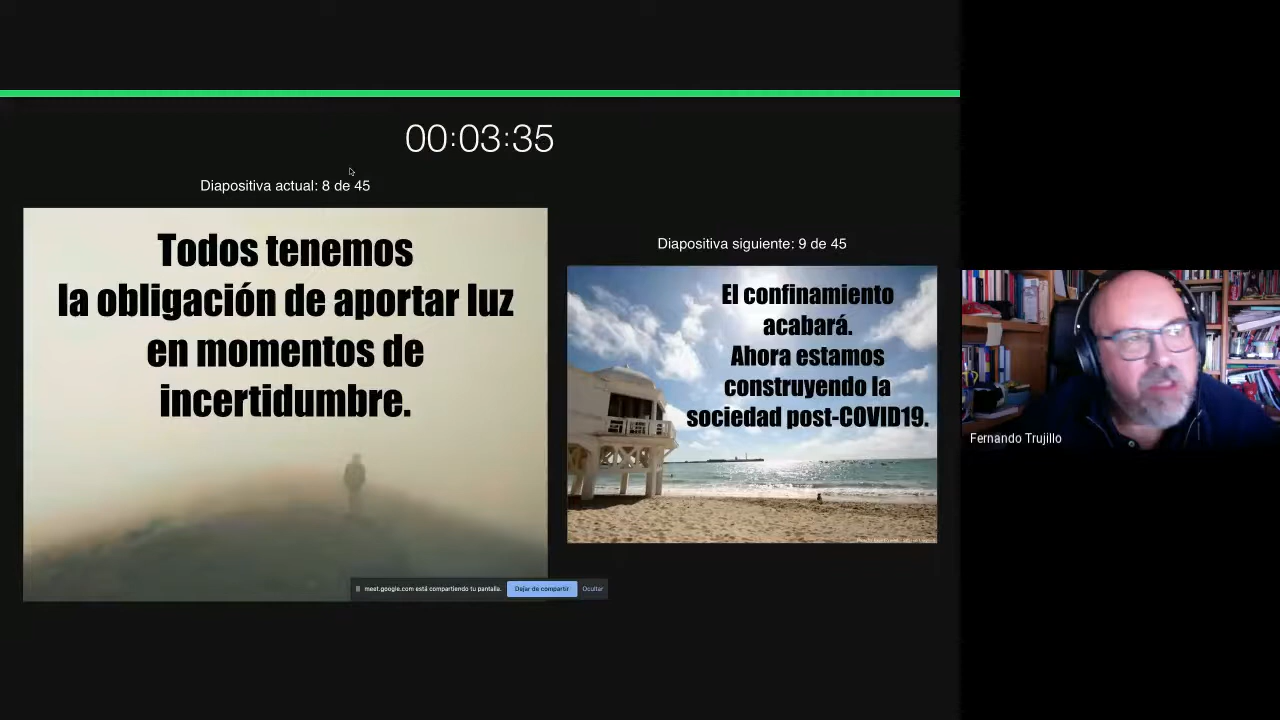 00:03:35
Diapositiva actual: 8 de 45
Todos tenemos
la obligación de aportar luz
en momentos de
incertidumbre.
Diapositiva siguiente: 9 de 45
El confinamiento
acabará.
Ahora estamos
construyendo la
sociedad post-COVID19.
meet.google.com está compartiendo tu pantalla.
Dejar de compartir
Ocultar
Fernando Trujillo